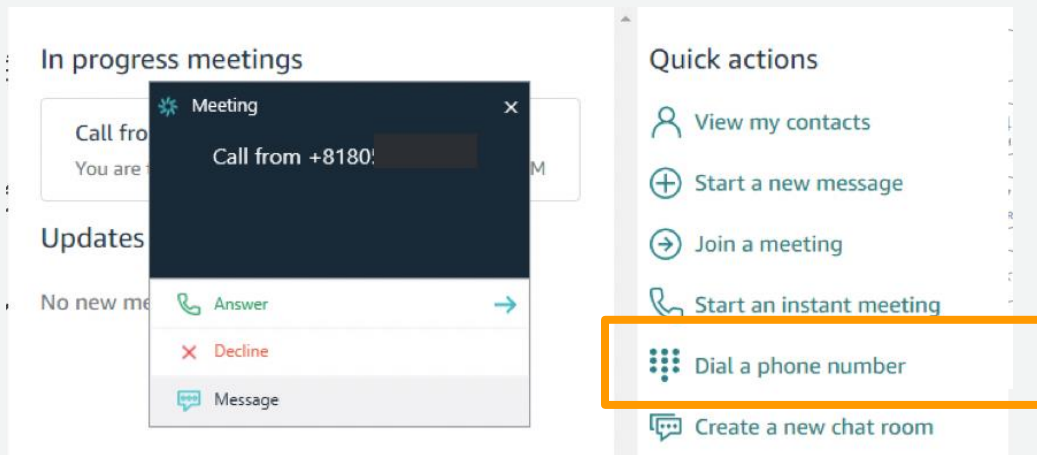 In progress meetings
Meeting
Call from +8180
Call fro
You are
M
Updates
No new me
Answer
Decline
Message
Quick actions
View my contacts
Start a new message
Join a meeting
Start an instant meeting
Dial a phone number
Create a new chat room